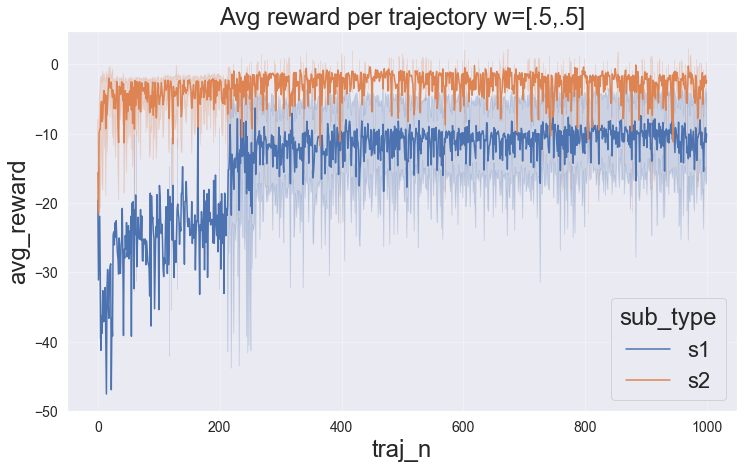 Avg reward per trajectory w=[.5,.5]
avg_reward
0
−10
−20
−30
−40
−50
0
200
400
600
800
1000
traj_n
sub_type
s1
s2